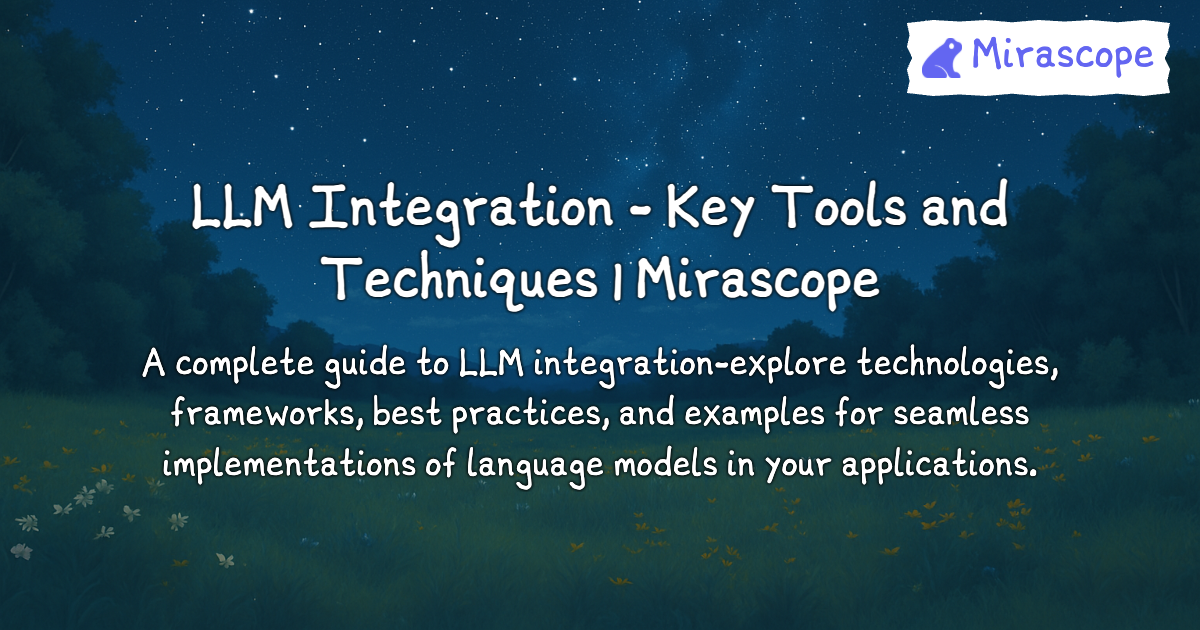 Mirascope
LLM Integration - Key Tools and
Techniques | Mirascope
A complete guide to LLM integration-explore technologies,
frameworks, best practices, and examples for seamless
implementations of language models in your applications.